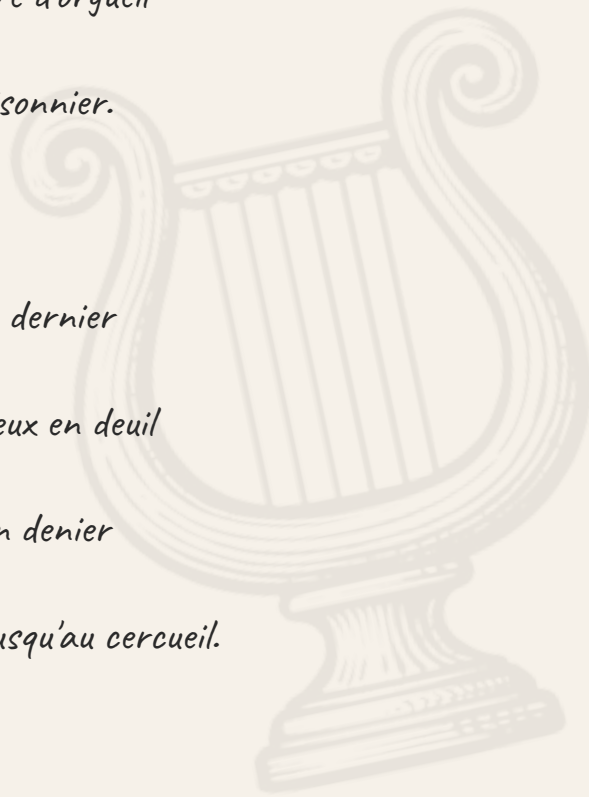 d'orgueil
sonnier.
dernier
eux en deuil
n denier
usqu'au cercueil.